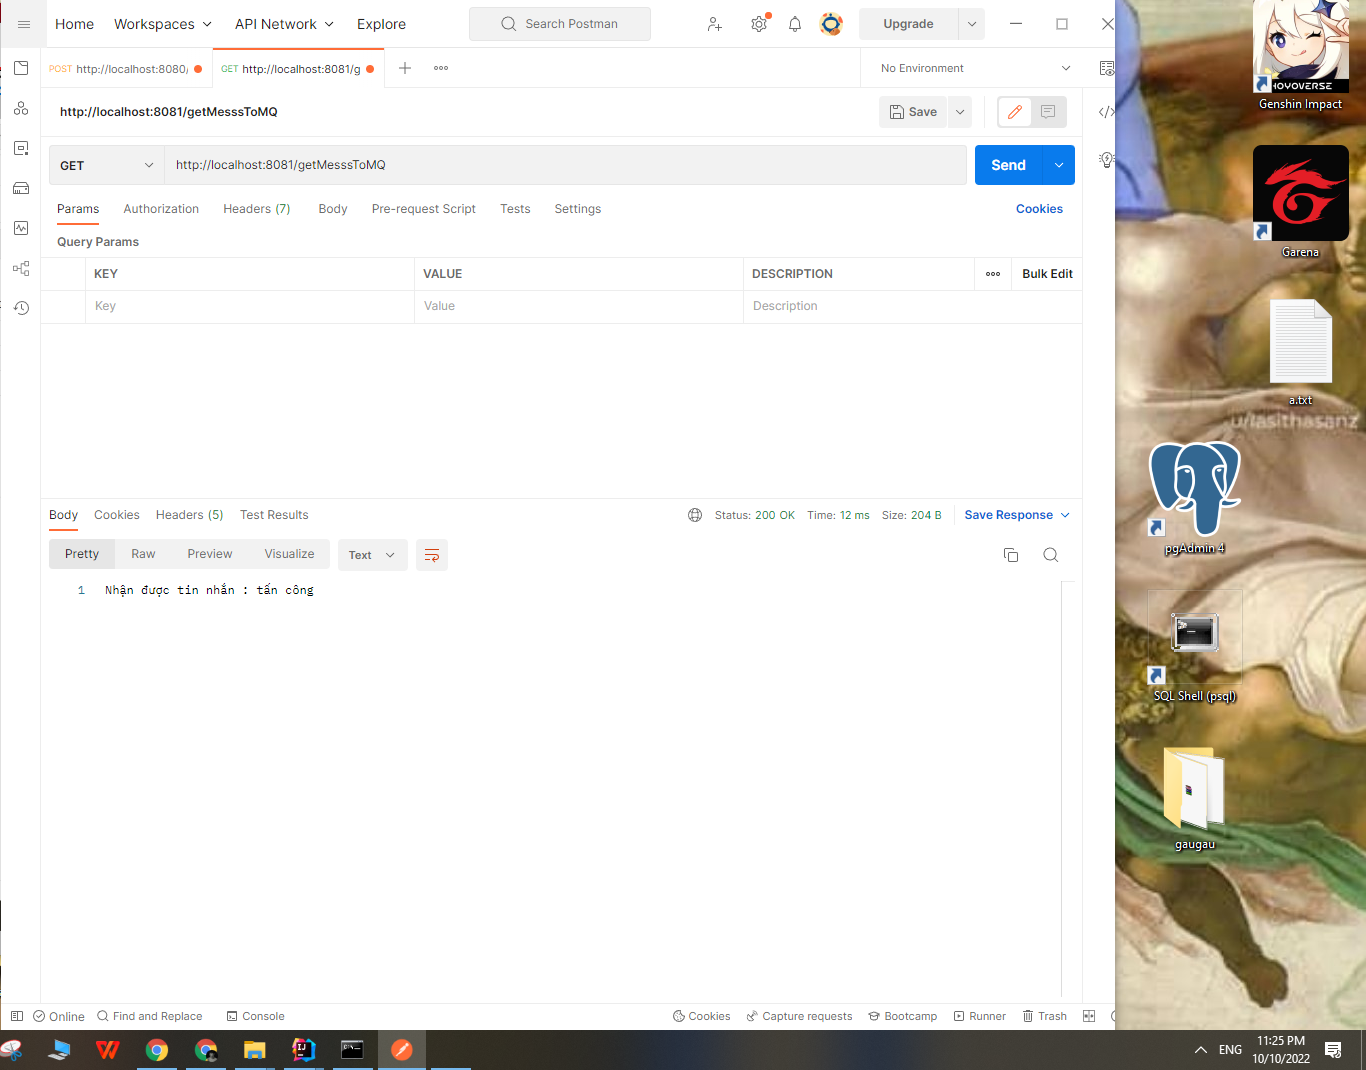 Home Workspaces API Network Explore Search Postman Upgrade
POST http://localhost:8080/ GET http://localhost:8081/g No Environment
http://localhost:8081/getMesssToMQ Save
GET http://localhost:8081/getMesssToMQ Send
Params Authorization Headers (7) Body Pre-request Script Tests Settings Cookies
Query Params
KEY VALUE DESCRIPTION Bulk Edit
Key Value Description
Body Cookies Headers (5) Test Results Status: 200 OK Time: 12 ms Size: 204 B Save Response
Pretty Raw Preview Visualize Text
1 Nhận được tin nhắn : tấn công
Online Find and Replace Console Cookies Capture requests Bootcamp Runner Trash
HOYOVERSE
Genshin Impact
Garena
a.txt
u/lasithasanz
pgAdmin 4
SQL Shell (psql)
gaugau
ENG 11:25 PM
10/10/2022